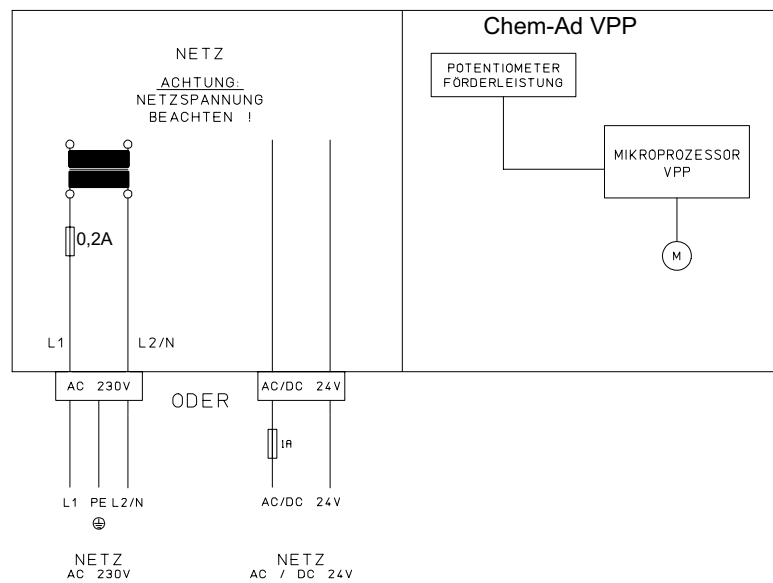 Chem-Ad VPP
NETZ
ACHTUNG:
NETZSPANNUNG
BEACHTEN !
POTENTIOMETER
FÖRDERLEISTUNG
MIKROPROZESSOR
VPP
M
0,2A
L1
L2/N
AC 230V
ODER
AC/DC 24V
1A
L1 PE L2/N
AC/DC 24V
NETZ
AC 230V
NETZ
AC / DC 24V